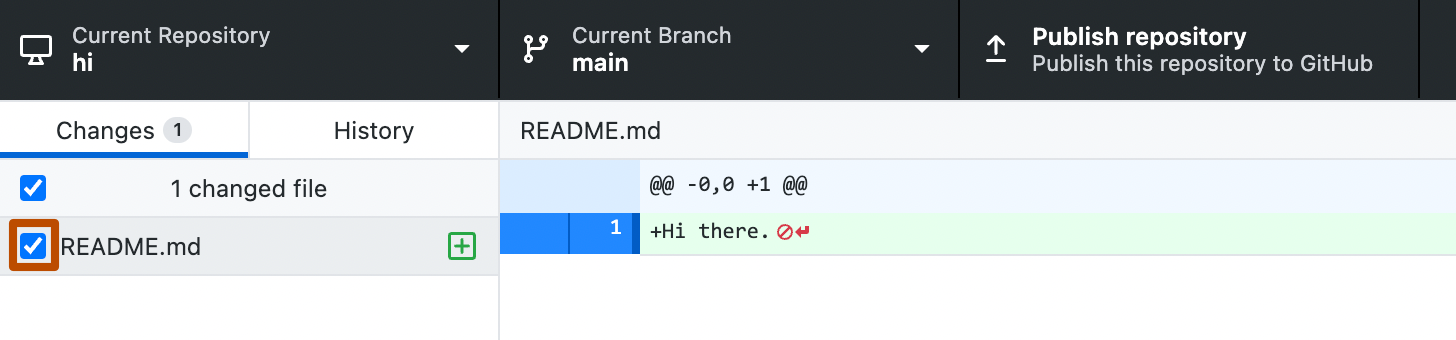 Current Repository
hi
Current Branch
main
Publish repository
Publish this repository to GitHub
Changes 1
History
README.md
1 changed file
@@ -0,0 +1 @@
README.md
1 +Hi there.